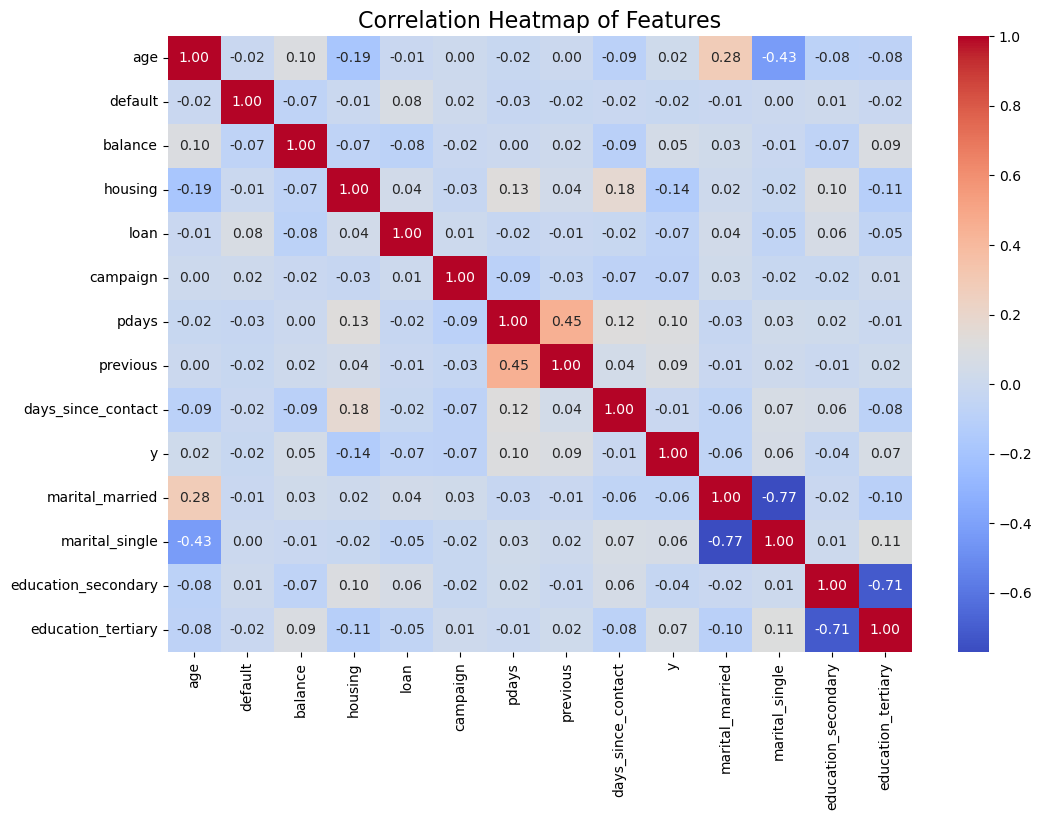 Correlation Heatmap of Features
age 1.00 -0.02 0.10 -0.19 -0.01 0.00 -0.02 0.00 -0.09 0.02 0.28 -0.43 -0.08 -0.08
default -0.02 1.00 -0.07 -0.01 0.08 0.02 -0.03 -0.02 -0.02 -0.02 -0.01 0.00 0.01 -0.02
balance 0.10 -0.07 1.00 -0.07 -0.08 -0.02 0.00 0.02 -0.09 0.05 0.03 -0.01 -0.07 0.09
housing -0.19 -0.01 -0.07 1.00 0.04 -0.03 0.13 0.04 0.18 -0.14 0.02 -0.02 0.10 -0.11
loan -0.01 0.08 -0.08 0.04 1.00 0.01 -0.02 -0.01 -0.02 -0.07 0.04 -0.05 0.06 -0.05
campaign 0.00 0.02 -0.02 -0.03 0.01 1.00 -0.09 -0.03 -0.07 -0.07 0.03 -0.02 -0.02 0.01
pdays -0.02 -0.03 0.00 0.13 -0.02 -0.09 1.00 0.45 0.12 0.10 -0.03 0.03 0.02 -0.01
previous 0.00 -0.02 0.02 0.04 -0.01 -0.03 0.45 1.00 0.04 0.09 -0.01 0.02 -0.01 0.02
days_since_contact -0.09 -0.02 -0.09 0.18 -0.02 -0.07 0.12 0.04 1.00 -0.01 -0.06 0.07 0.06 -0.08
y 0.02 -0.02 0.05 -0.14 -0.07 -0.07 0.10 0.09 -0.01 1.00 -0.06 0.06 -0.04 0.07
marital_married 0.28 -0.01 0.03 0.02 0.04 0.03 -0.03 -0.01 -0.06 -0.06 1.00 -0.77 -0.02 -0.10
marital_single -0.43 0.00 -0.01 -0.02 -0.05 -0.02 0.03 0.02 0.07 0.06 -0.77 1.00 0.01 0.11
education_secondary -0.08 0.01 -0.07 0.10 0.06 -0.02 0.02 -0.01 0.06 -0.04 -0.02 0.01 1.00 -0.71
education_tertiary -0.08 -0.02 0.09 -0.11 -0.05 0.01 -0.01 0.02 -0.08 0.07 -0.10 0.11 -0.71 1.00
age
default
balance
housing
loan
campaign
pdays
previous
days_since_contact
y
marital_married
marital_single
education_secondary
education_tertiary
1.0
0.8
0.6
0.4
0.2
0.0
−0.2
−0.4
−0.6